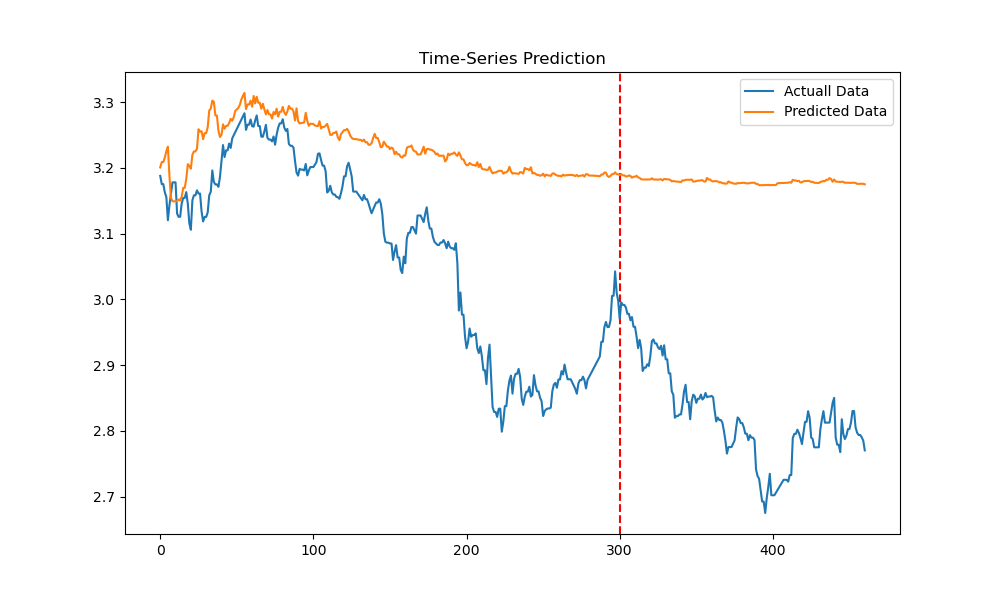 Time-Series Prediction
Actuall Data
Predicted Data
3.3
3.2
3.1
3.0
2.9
2.8
2.7
0 100 200 300 400